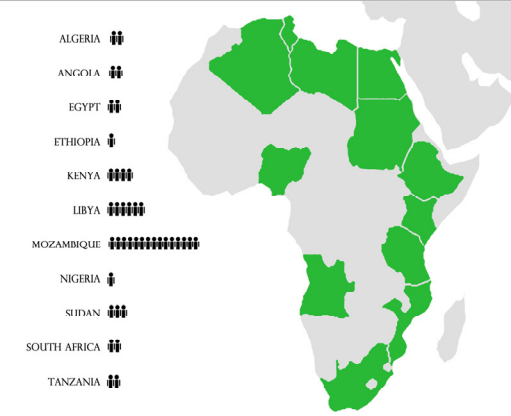 ALGERIA
ANGOLA
EGYPT
ETHIOPIA
KENYA
LIBYA
MOZAMBIQUE
NIGERIA
SUDAN
SOUTH AFRICA
TANZANIA